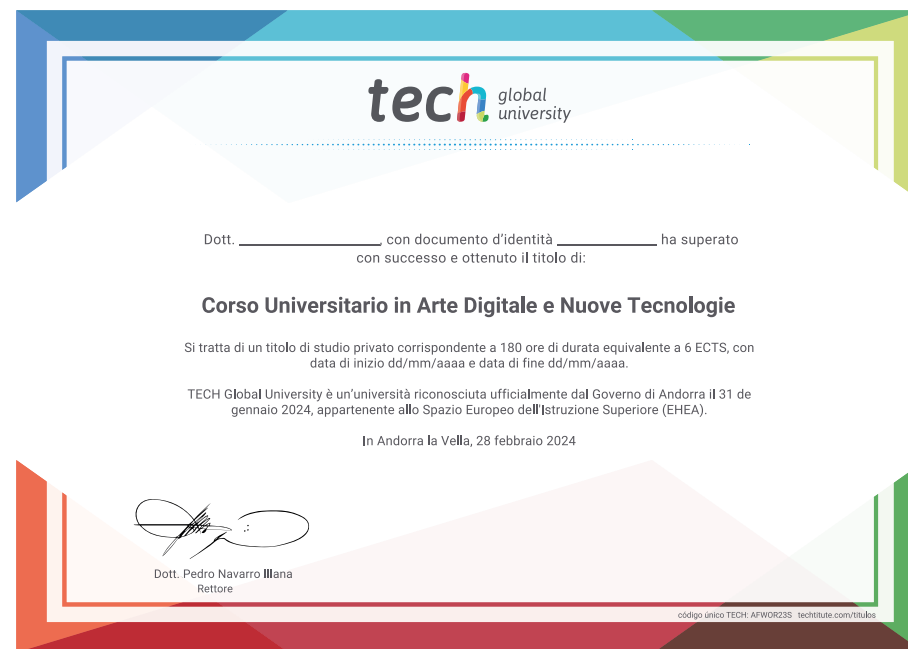 tech global university
Dott. ____________________, con documento d'identità ______________ ha superato
con successo e ottenuto il titolo di:
Corso Universitario in Arte Digitale e Nuove Tecnologie
Si tratta di un titolo di studio privato corrispondente a 180 ore di durata equivalente a 6 ECTS, con
data di inizio dd/mm/aaaa e data di fine dd/mm/aaaa.
TECH Global University è un'università riconosciuta ufficialmente dal Governo di Andorra il 31 de
gennaio 2024, appartenente allo Spazio Europeo dell'Istruzione Superiore (EHEA).
In Andorra la Vella, 28 febbraio 2024
Dott. Pedro Navarro Illana
Rettore
código único TECH: AFWOR23S techtitute.com/titulos